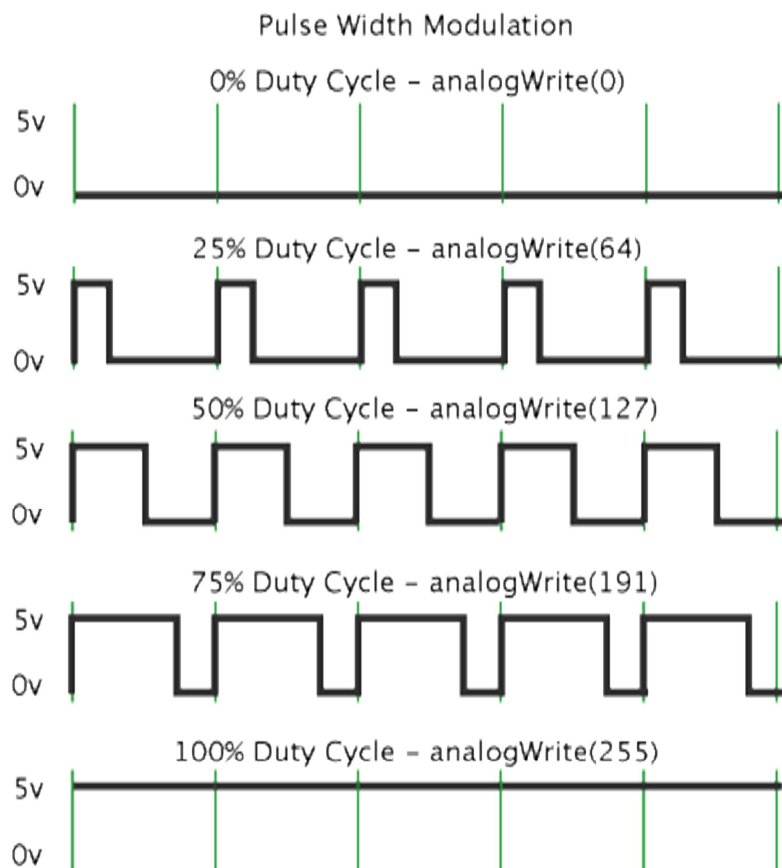 Pulse Width Modulation
0% Duty Cycle – analogWrite(0)
5v
0v
25% Duty Cycle – analogWrite(64)
5v
0v
50% Duty Cycle – analogWrite(127)
5v
0v
75% Duty Cycle – analogWrite(191)
5v
0v
100% Duty Cycle – analogWrite(255)
5v
0v